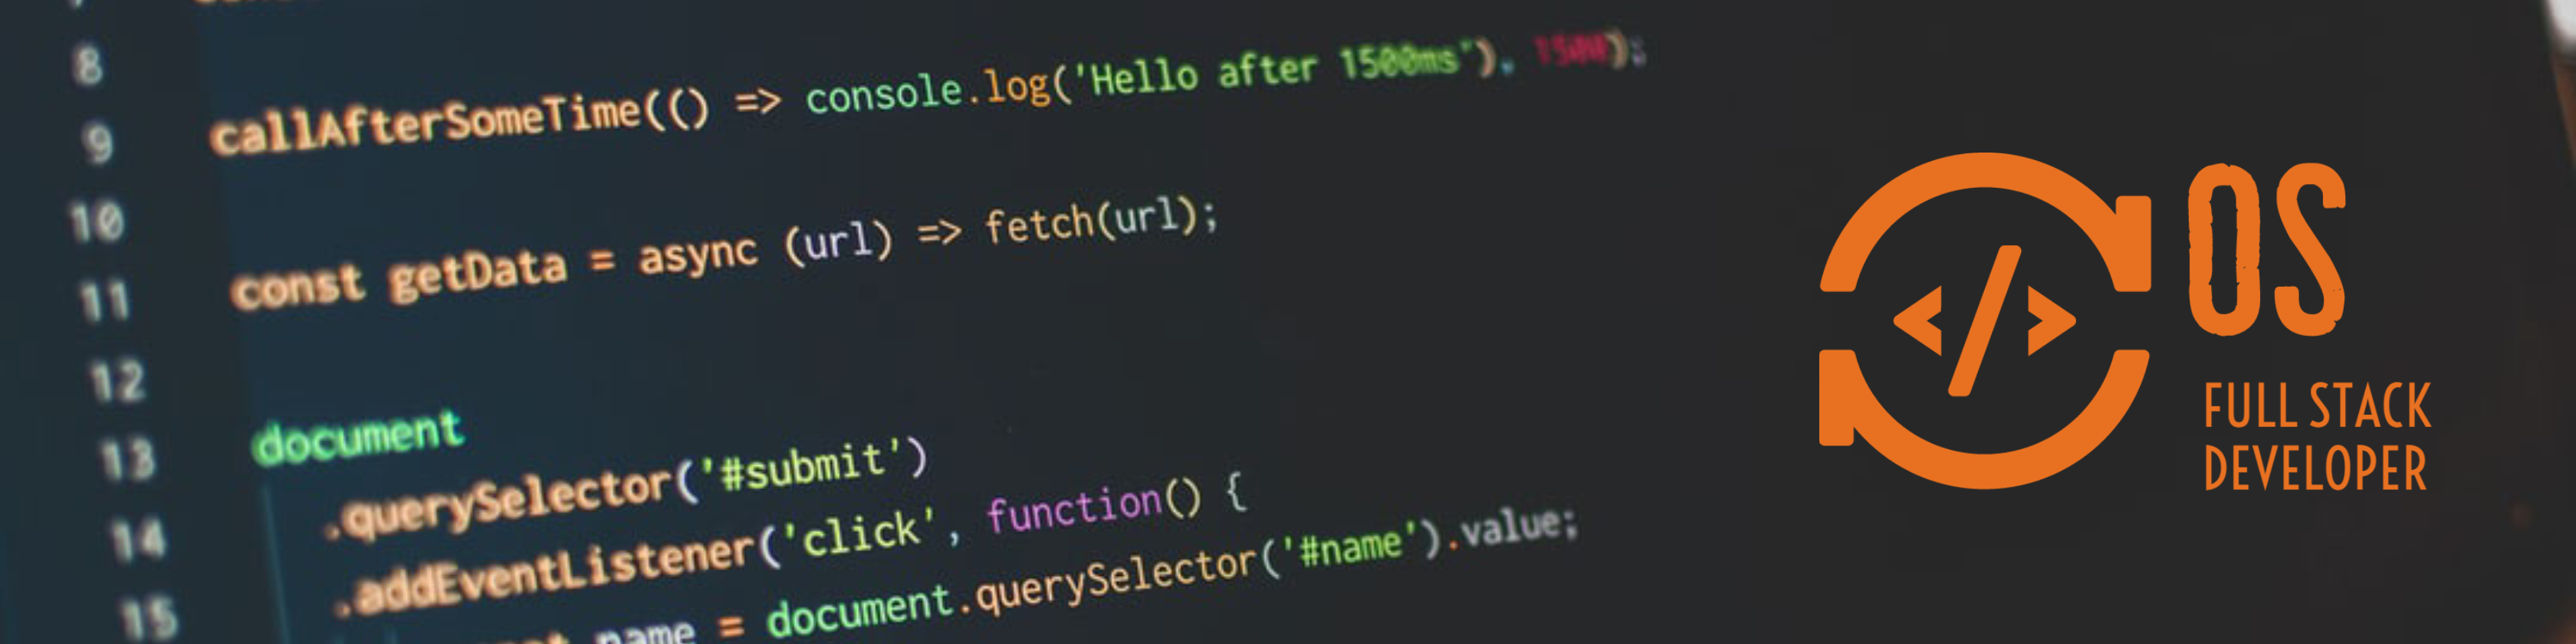 8
9
callAfterSomeTime(() => console.log('Hello after 1500ms'), 1500);
10
11
const getData = async (url) => fetch(url);
12
13
document
14
.querySelector('#submit')
15
.addEventListener('click', function() {
name = document.querySelector('#name').value;
</>
OS
FULL STACK
DEVELOPER